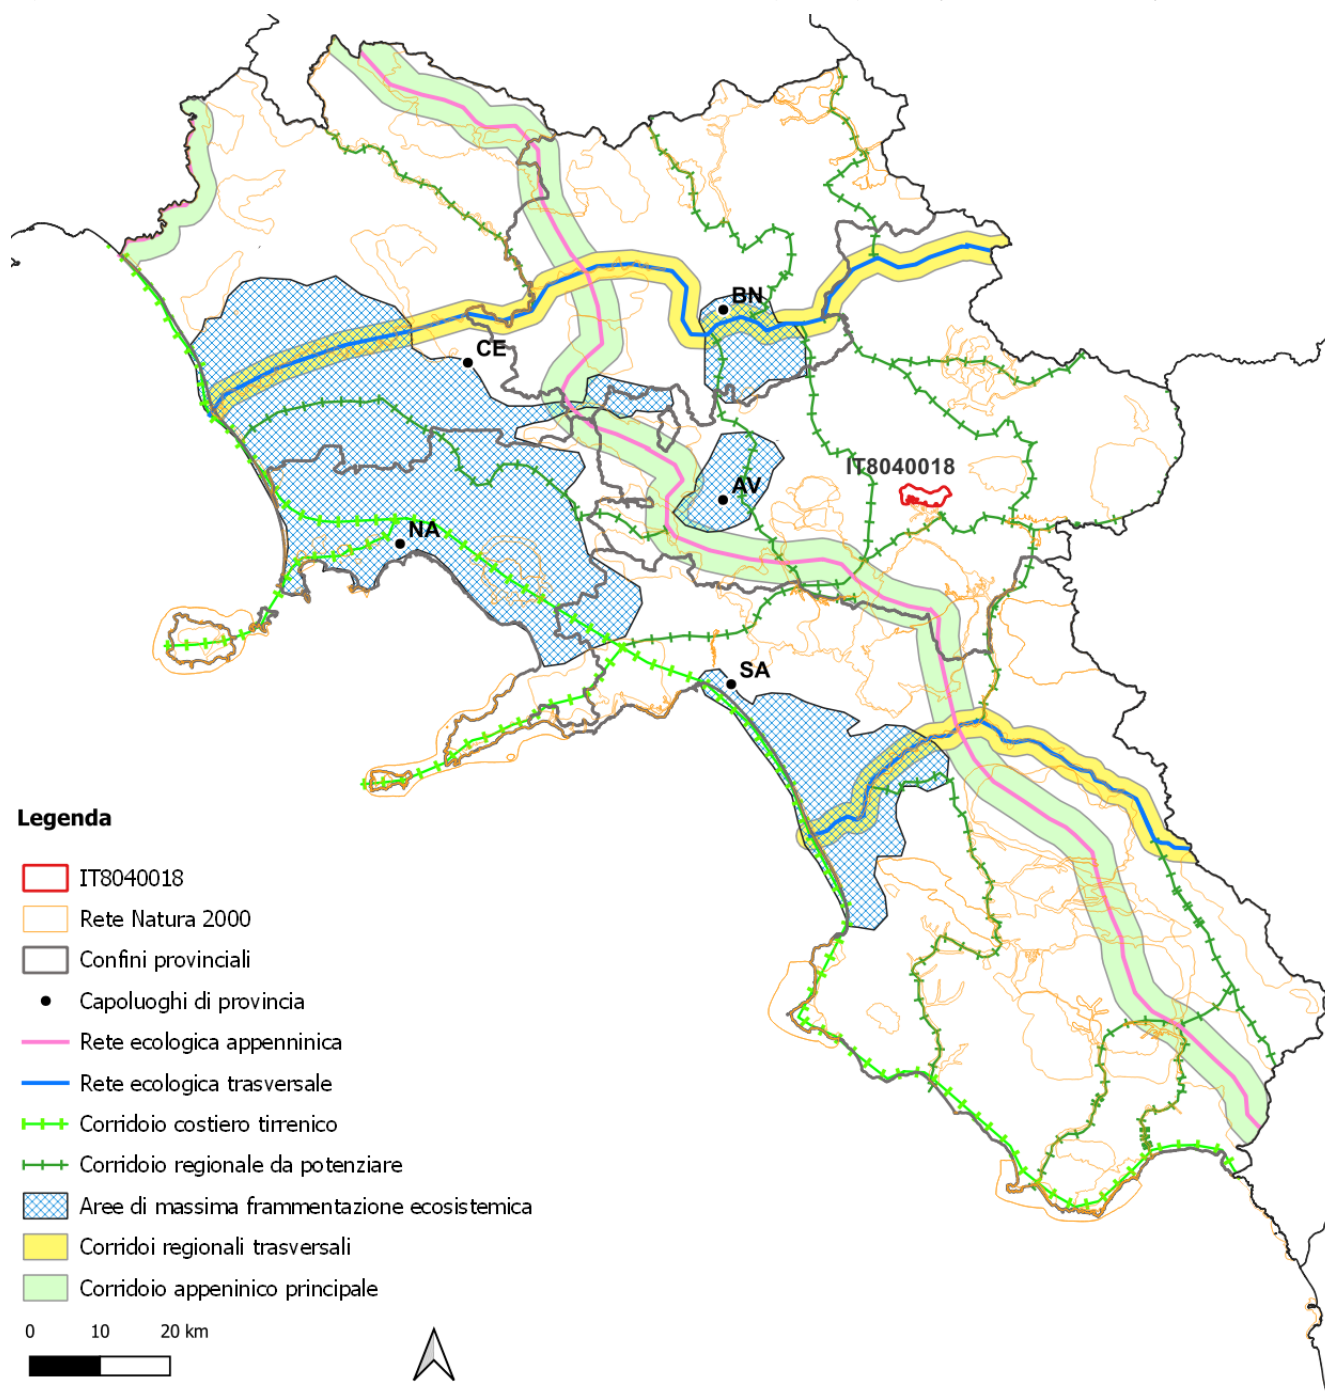 BN
CE
IT8040018
AV
NA
SA
Legenda
IT8040018
Rete Natura 2000
Confini provinciali
Capoluoghi di provincia
Rete ecologica appenninica
Rete ecologica trasversale
Corridoio costiero tirrenico
Corridoio regionale da potenziare
Aree di massima frammentazione ecosistemica
Corridoi regionali trasversali
Corridoio appeninico principale
0 10 20 km